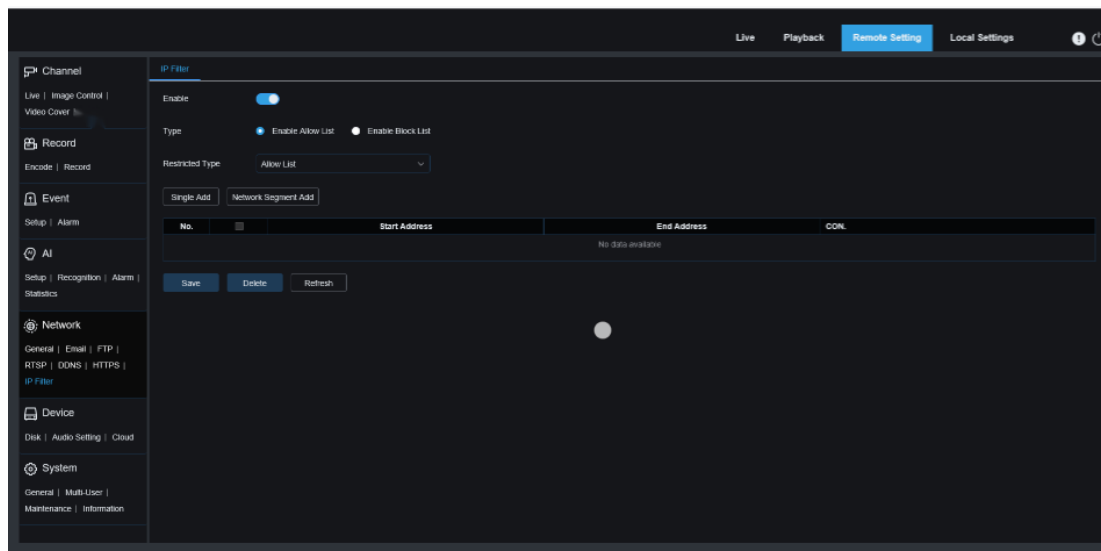 Live Playback Remote Setting Local Settings
Channel
Live | Image Control |
Video Cover
Record
Encode | Record
Event
Setup | Alarm
AI
Setup | Recognition | Alarm |
Statistics
Network
General | Email | FTP |
RTSP | DDNS | HTTPS |
IP Filter
Device
Disk | Audio Setting | Cloud
System
General | Multi-User |
Maintenance | Information
IP Filter
Enable
Type Enable Allow List Enable Block List
Restricted Type Allow List
Single Add Network Segment Add
No. Start Address End Address CON.
No data available
Save Delete Refresh